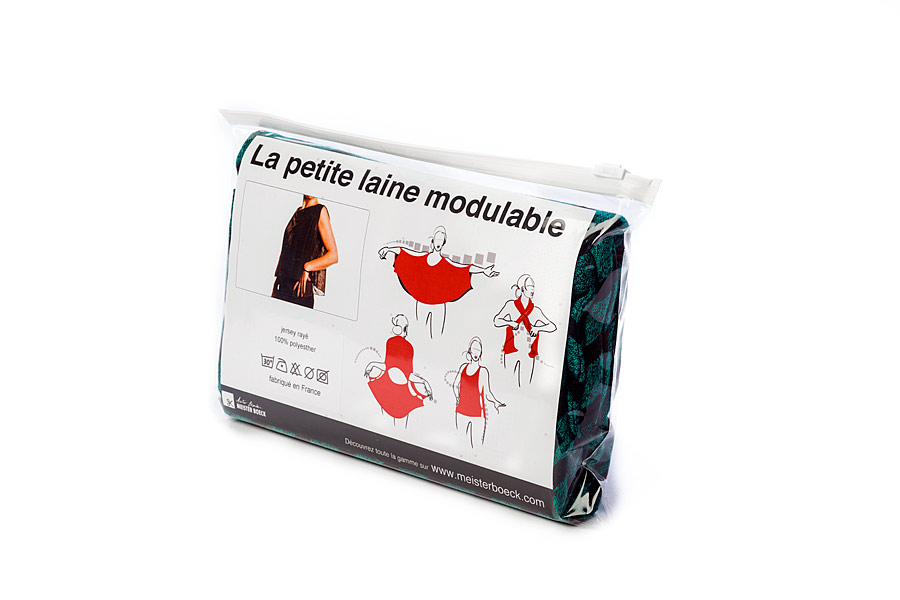 La petite laine modulable
jersey rayé
100% polyesther
30°
fabriqué en France
MEISTER BOECK
Découvrez toute la gamme sur www.meisterboeck.com